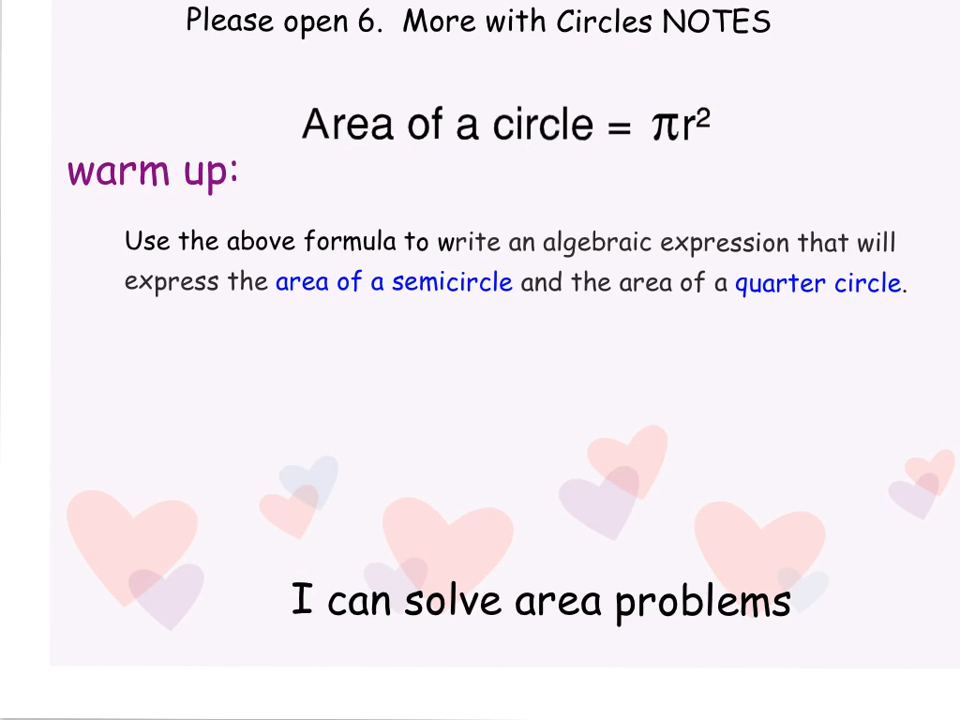 Please open 6. More with Circles NOTES
Area of a circle = πr²
warm up:
Use the above formula to write an algebraic expression that will
express the area of a semicircle and the area of a quarter circle.
I can solve area problems